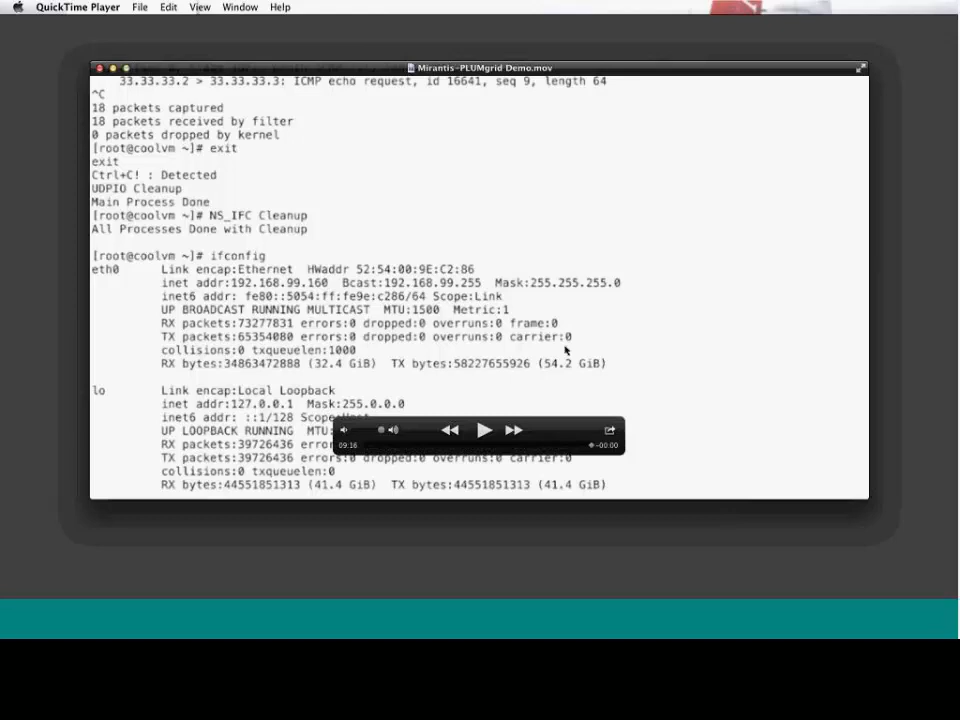 QuickTime Player File Edit View Window Help
Mirantis-PLUMgrid Demo.mov
33.33.33.2 > 33.33.33.3: ICMP echo request, id 16641, seq 9, length 64
^C
18 packets captured
18 packets received by filter
0 packets dropped by kernel
[root@coolvm ~]# exit
exit
Ctrl+C! : Detected
UDPIO Cleanup
Main Process Done
[root@coolvm ~]# NS_IFC Cleanup
All Processes Done with Cleanup
[root@coolvm ~]# ifconfig
eth0 Link encap:Ethernet HWaddr 52:54:00:9E:C2:86
inet addr:192.168.99.160 Bcast:192.168.99.255 Mask:255.255.255.0
inet6 addr: fe80::5054:ff:fe9e:c286/64 Scope:Link
UP BROADCAST RUNNING MULTICAST MTU:1500 Metric:1
RX packets:73277831 errors:0 dropped:0 overruns:0 frame:0
TX packets:65354080 errors:0 dropped:0 overruns:0 carrier:0
collisions:0 txqueuelen:1000
RX bytes:34863472888 (32.4 GiB) TX bytes:58227655926 (54.2 GiB)
lo Link encap:Local Loopback
inet addr:127.0.0.1 Mask:255.0.0.0
inet6 addr: ::1/128 Scope:Host
UP LOOPBACK RUNNING MTU:
RX packets:39726436 erro
09:16 -00:00
TX packets:39726436 errors:0 dropped:0 overruns:0 carrier:0
collisions:0 txqueuelen:0
RX bytes:44551851313 (41.4 GiB) TX bytes:44551851313 (41.4 GiB)